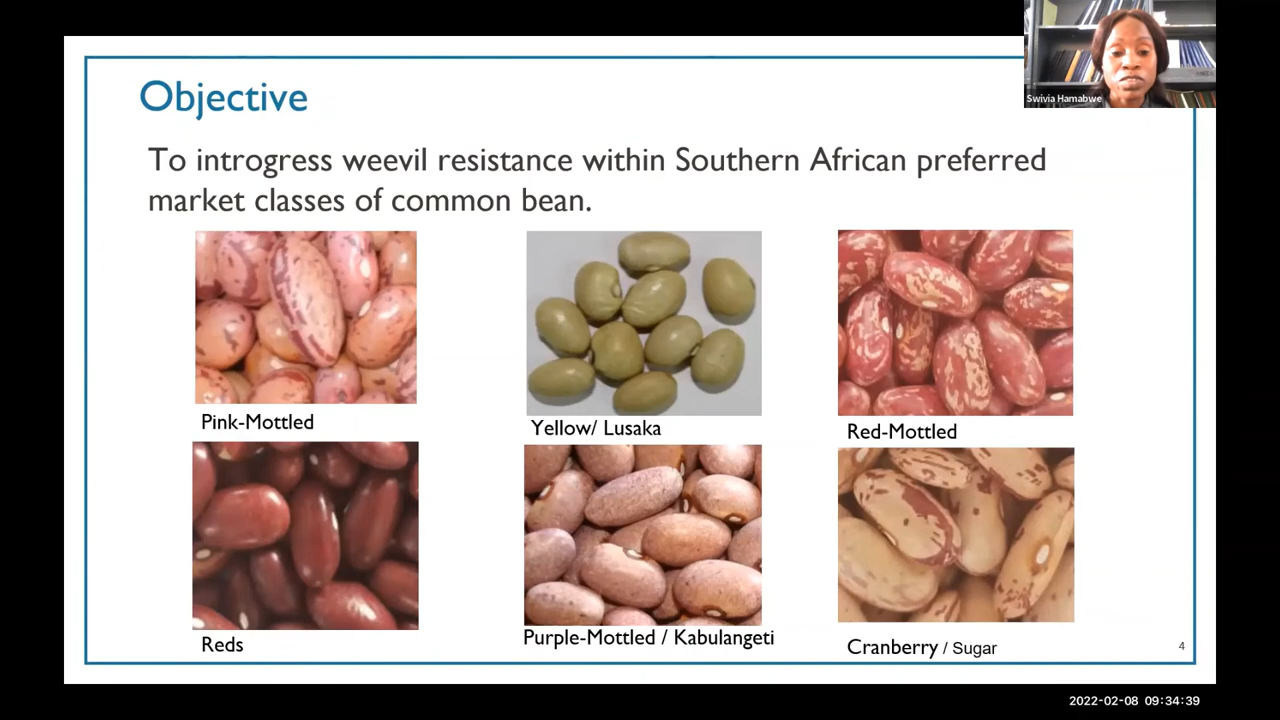 Objective
Swivia Hamabwe
To introgress weevil resistance within Southern African preferred
market classes of common bean.
Pink-Mottled
Yellow/ Lusaka
Red-Mottled
Reds
Purple-Mottled / Kabulangeti
Cranberry / Sugar
4
2022-02-08 09:34:39